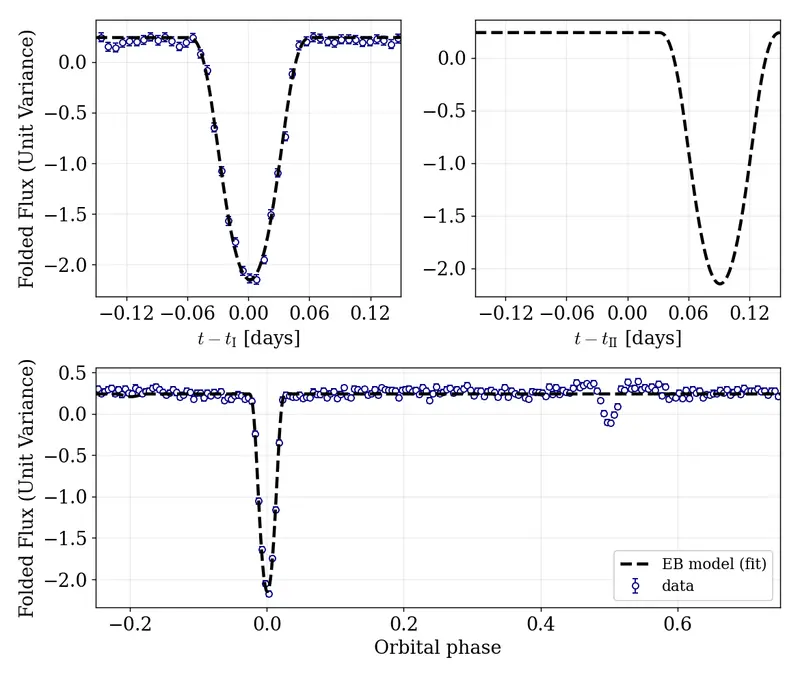 Folded Flux (Unit Variance)
0.0
−0.5
−1.0
−1.5
−2.0
−0.12 −0.06 0.00 0.06 0.12
t − t_I [days]
0.0
−0.5
−1.0
−1.5
−2.0
−0.12 −0.06 0.00 0.06 0.12
t − t_II [days]
Folded Flux (Unit Variance)
0.5
0.0
−0.5
−1.0
−1.5
−2.0
−0.2 0.0 0.2 0.4 0.6
Orbital phase
EB model (fit)
data